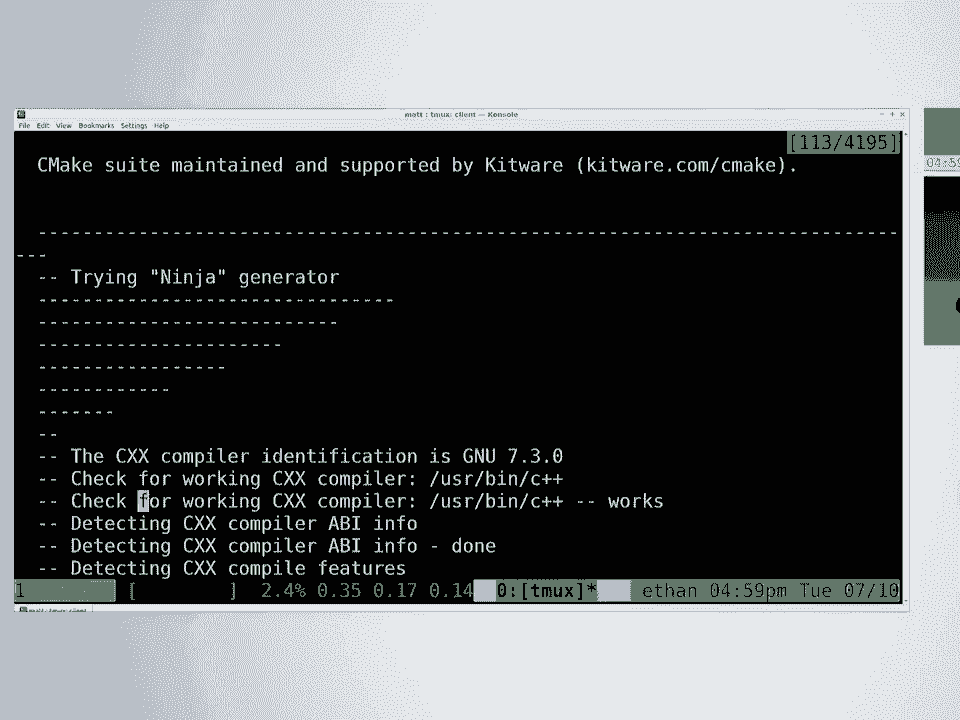 matt : tmux: client — Konsole
File Edit View Bookmarks Settings Help
[113/4195]
CMake suite maintained and supported by Kitware (kitware.com/cmake).
-----------------------------------------------------------------------------
---
-- Trying "Ninja" generator
--------------------------------
---------------------------
----------------------
-----------------
------------
-------
--
-- The CXX compiler identification is GNU 7.3.0
-- Check for working CXX compiler: /usr/bin/c++
-- Check for working CXX compiler: /usr/bin/c++ -- works
-- Detecting CXX compiler ABI info
-- Detecting CXX compiler ABI info - done
-- Detecting CXX compile features
1 [ ] 2.4% 0.35 0.17 0.14 0:[tmux]* ethan 04:59pm Tue 07/10
matt : tmux: client
04:59